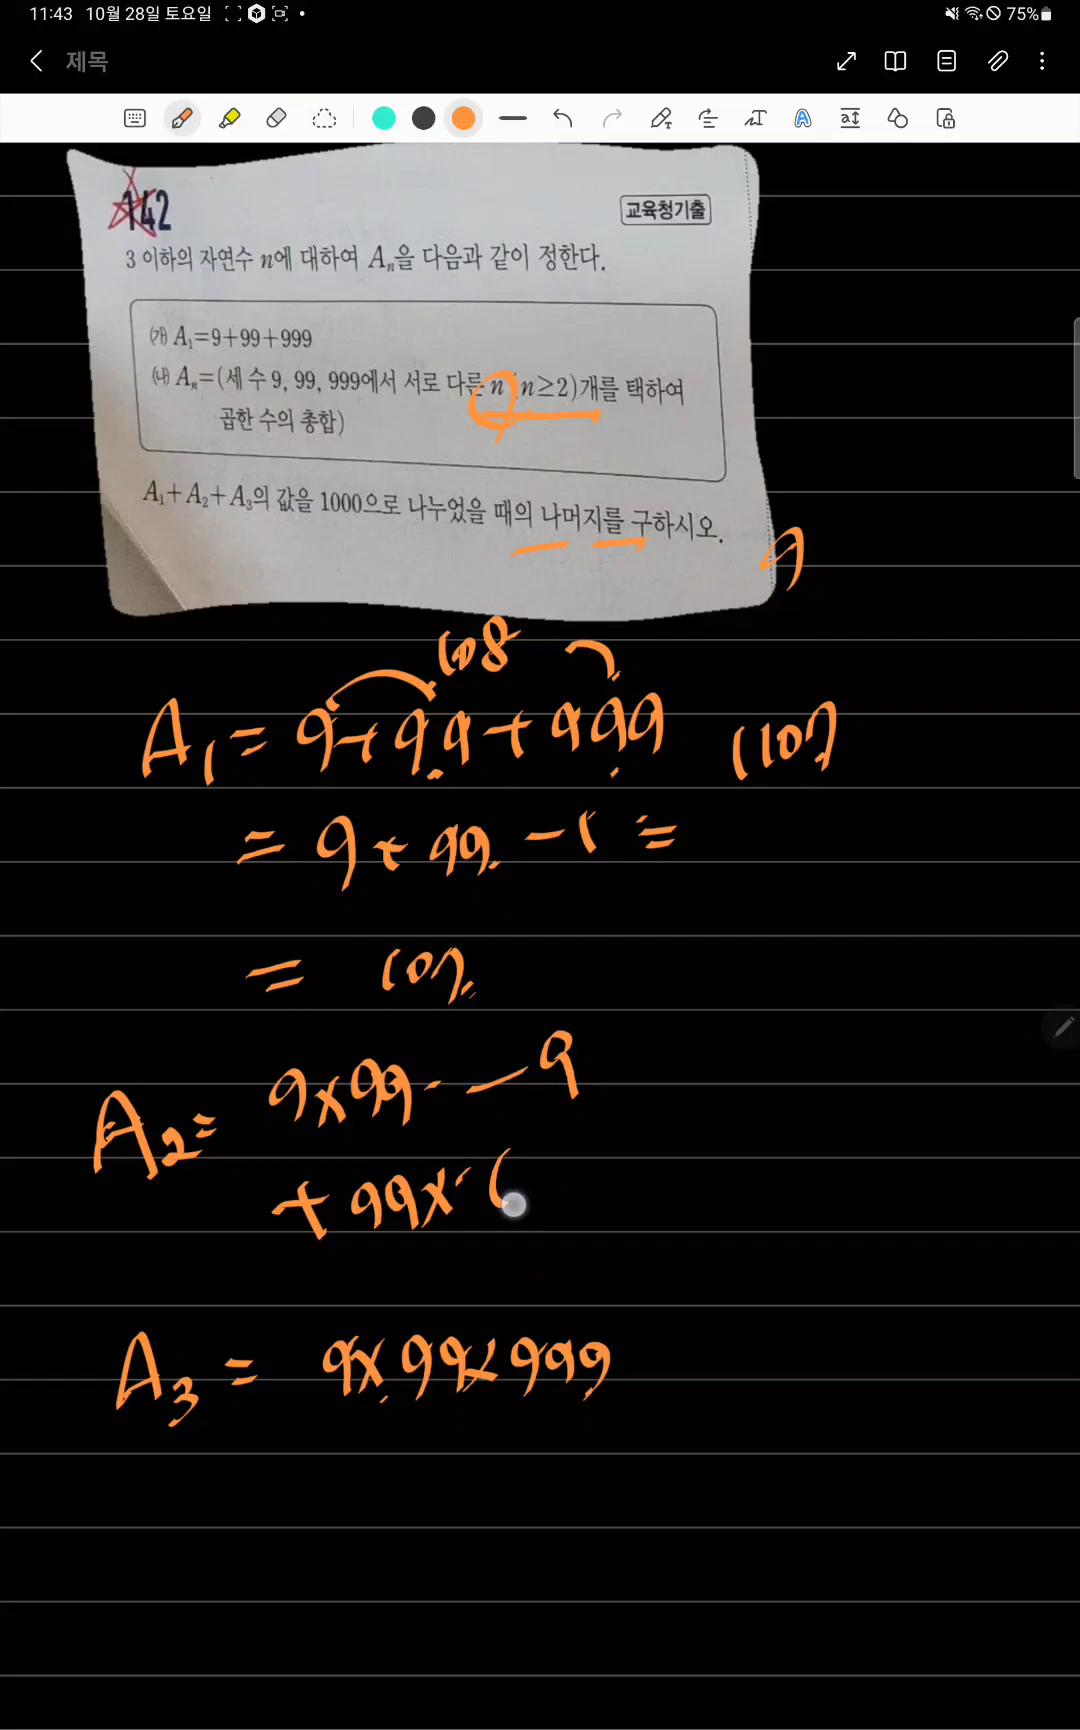 11:43 10월 28일 토요일 75%
제목
142
교육청기출
3 이하의 자연수 n에 대하여 Aₙ을 다음과 같이 정한다.
(가) A₁=9+99+999
(나) Aₙ=(세 수 9, 99, 999에서 서로 다른 n(n≥2)개를 택하여
곱한 수의 총합)
A₁+A₂+A₃의 값을 1000으로 나누었을 때의 나머지를 구하시오.
108
A₁ = 9+99+999 (107
= 9+99-1 =
= 107
A₂= 9×99 -9
+ 99×(
A₃ = 9×99×999